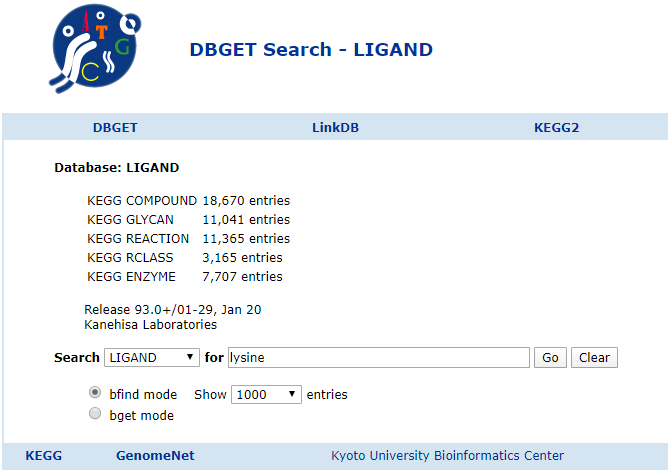 A T G C
DBGET Search - LIGAND
DBGET LinkDB KEGG2
Database: LIGAND
KEGG COMPOUND 18,670 entries
KEGG GLYCAN 11,041 entries
KEGG REACTION 11,365 entries
KEGG RCLASS 3,165 entries
KEGG ENZYME 7,707 entries
Release 93.0+/01-29, Jan 20
Kanehisa Laboratories
Search LIGAND for lysine Go Clear
bfind mode Show 1000 entries
bget mode
KEGG GenomeNet Kyoto University Bioinformatics Center